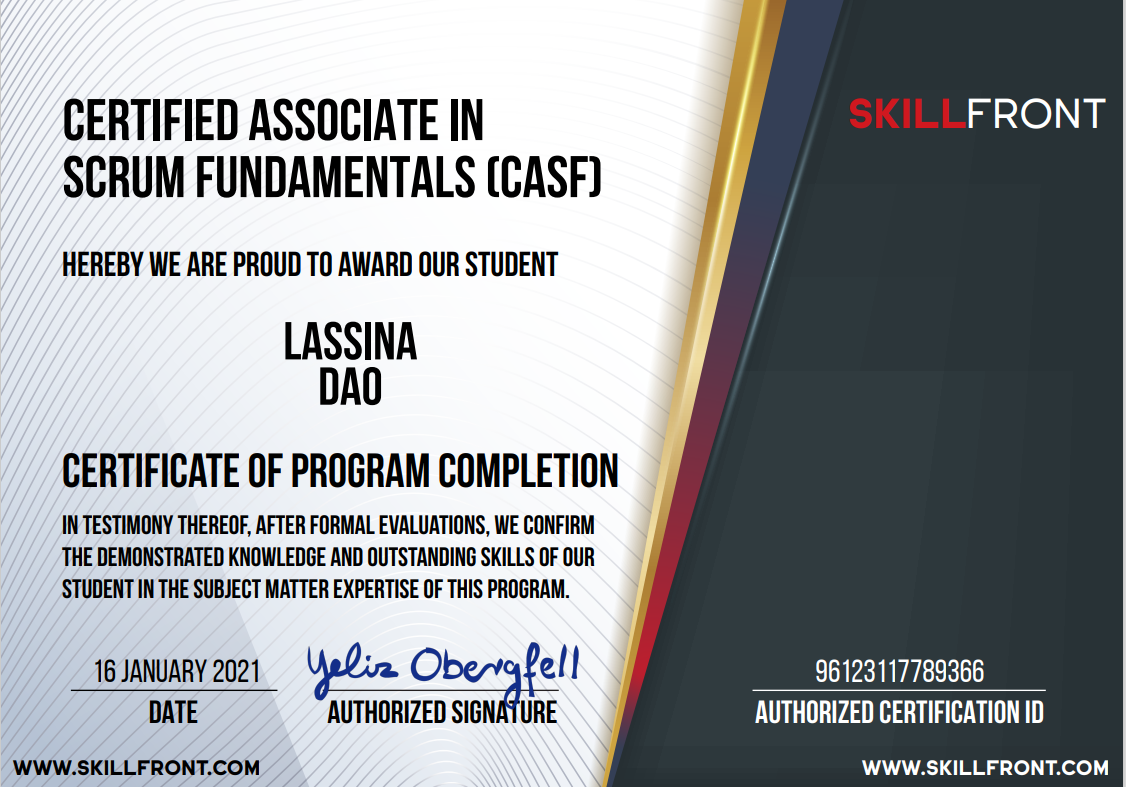 CERTIFIED ASSOCIATE IN
SCRUM FUNDAMENTALS (CASF)
SKILLFRONT
HEREBY WE ARE PROUD TO AWARD OUR STUDENT
LASSINA
DAO
CERTIFICATE OF PROGRAM COMPLETION
IN TESTIMONY THEREOF, AFTER FORMAL EVALUATIONS, WE CONFIRM
THE DEMONSTRATED KNOWLEDGE AND OUTSTANDING SKILLS OF OUR
STUDENT IN THE SUBJECT MATTER EXPERTISE OF THIS PROGRAM.
16 JANUARY 2021
DATE
Yeliz Obergfell
AUTHORIZED SIGNATURE
96123117789366
AUTHORIZED CERTIFICATION ID
WWW.SKILLFRONT.COM
WWW.SKILLFRONT.COM